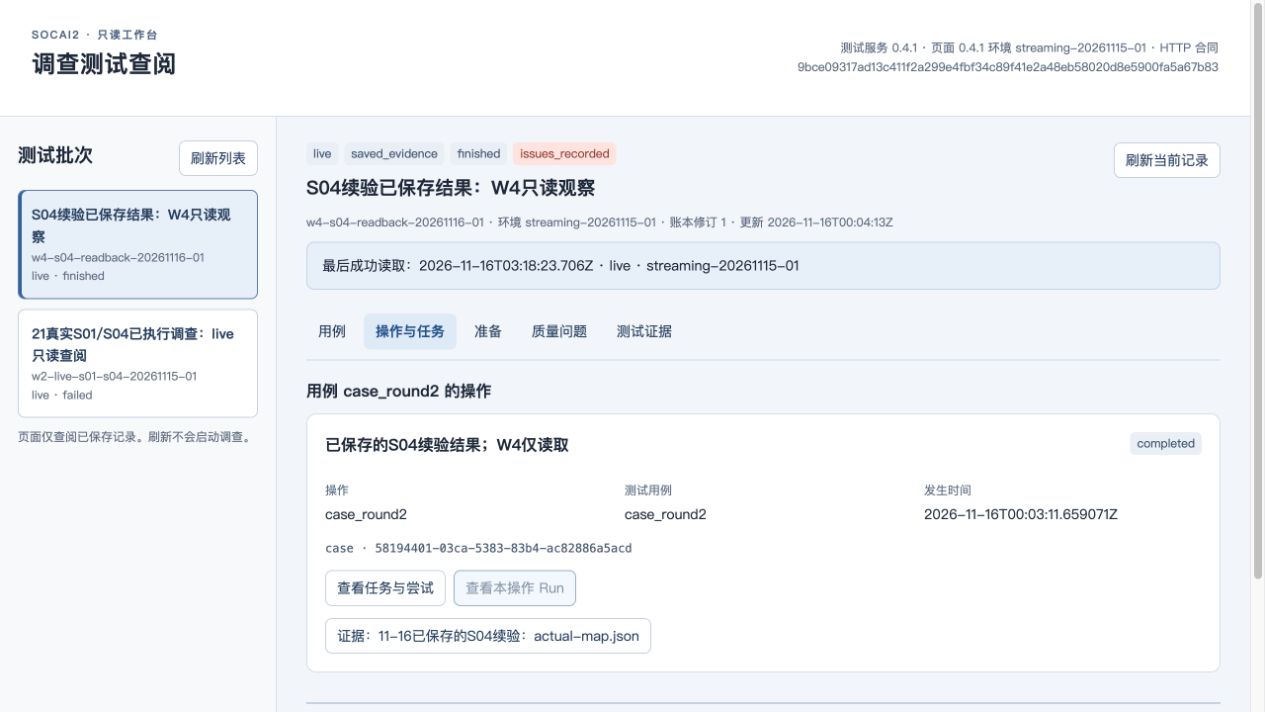 SOCAI2 · 只读工作台
调查测试查阅
测试服务 0.4.1 · 页面 0.4.1 环境 streaming-20261115-01 · HTTP 合同
9bce09317ad13c411f2a299e4fbf34c89f41e2a48eb58020d8e5900fa5a67b83
测试批次
刷新列表
S04续验已保存结果：W4只读观
察
w4-s04-readback-20261116-01
live · finished
21真实S01/S04已执行调查：live
只读查阅
w2-live-s01-s04-20261115-01
live · failed
页面仅查阅已保存记录。刷新不会启动调查。
live saved_evidence finished issues_recorded
刷新当前记录
S04续验已保存结果：W4只读观察
w4-s04-readback-20261116-01 · 环境 streaming-20261115-01 · 账本修订 1 · 更新 2026-11-16T00:04:13Z
最后成功读取：2026-11-16T03:18:23.706Z · live · streaming-20261115-01
用例 操作与任务 准备 质量问题 测试证据
用例 case_round2 的操作
已保存的S04续验结果；W4仅读取
completed
操作 测试用例 发生时间
case_round2 case_round2 2026-11-16T00:03:11.659071Z
case · 58194401-03ca-5383-83b4-ac82886a5acd
查看任务与尝试 查看本操作 Run
证据：11-16已保存的S04续验：actual-map.json